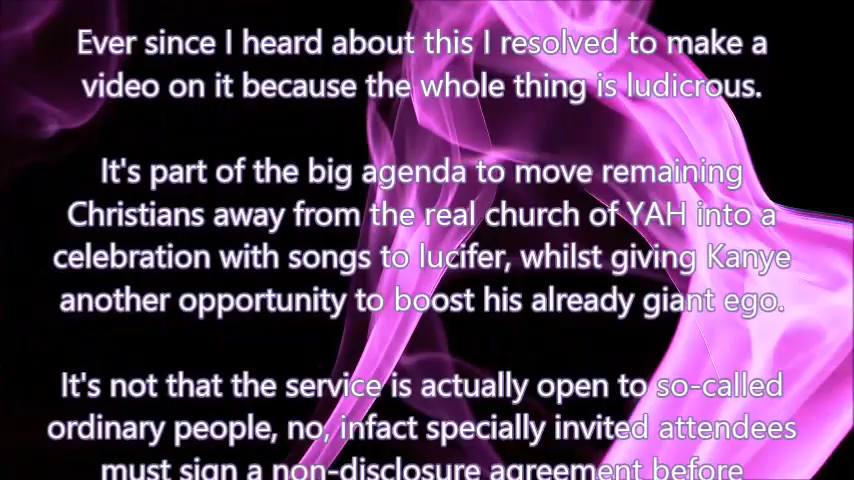 Ever since I heard about this I resolved to make a
video on it because the whole thing is ludicrous.
It's part of the big agenda to move remaining
Christians away from the real church of YAH into a
celebration with songs to lucifer, whilst giving Kanye
another opportunity to boost his already giant ego.
It's not that the service is actually open to so-called
ordinary people, no, infact specially invited attendees
must sign a non-disclosure agreement before